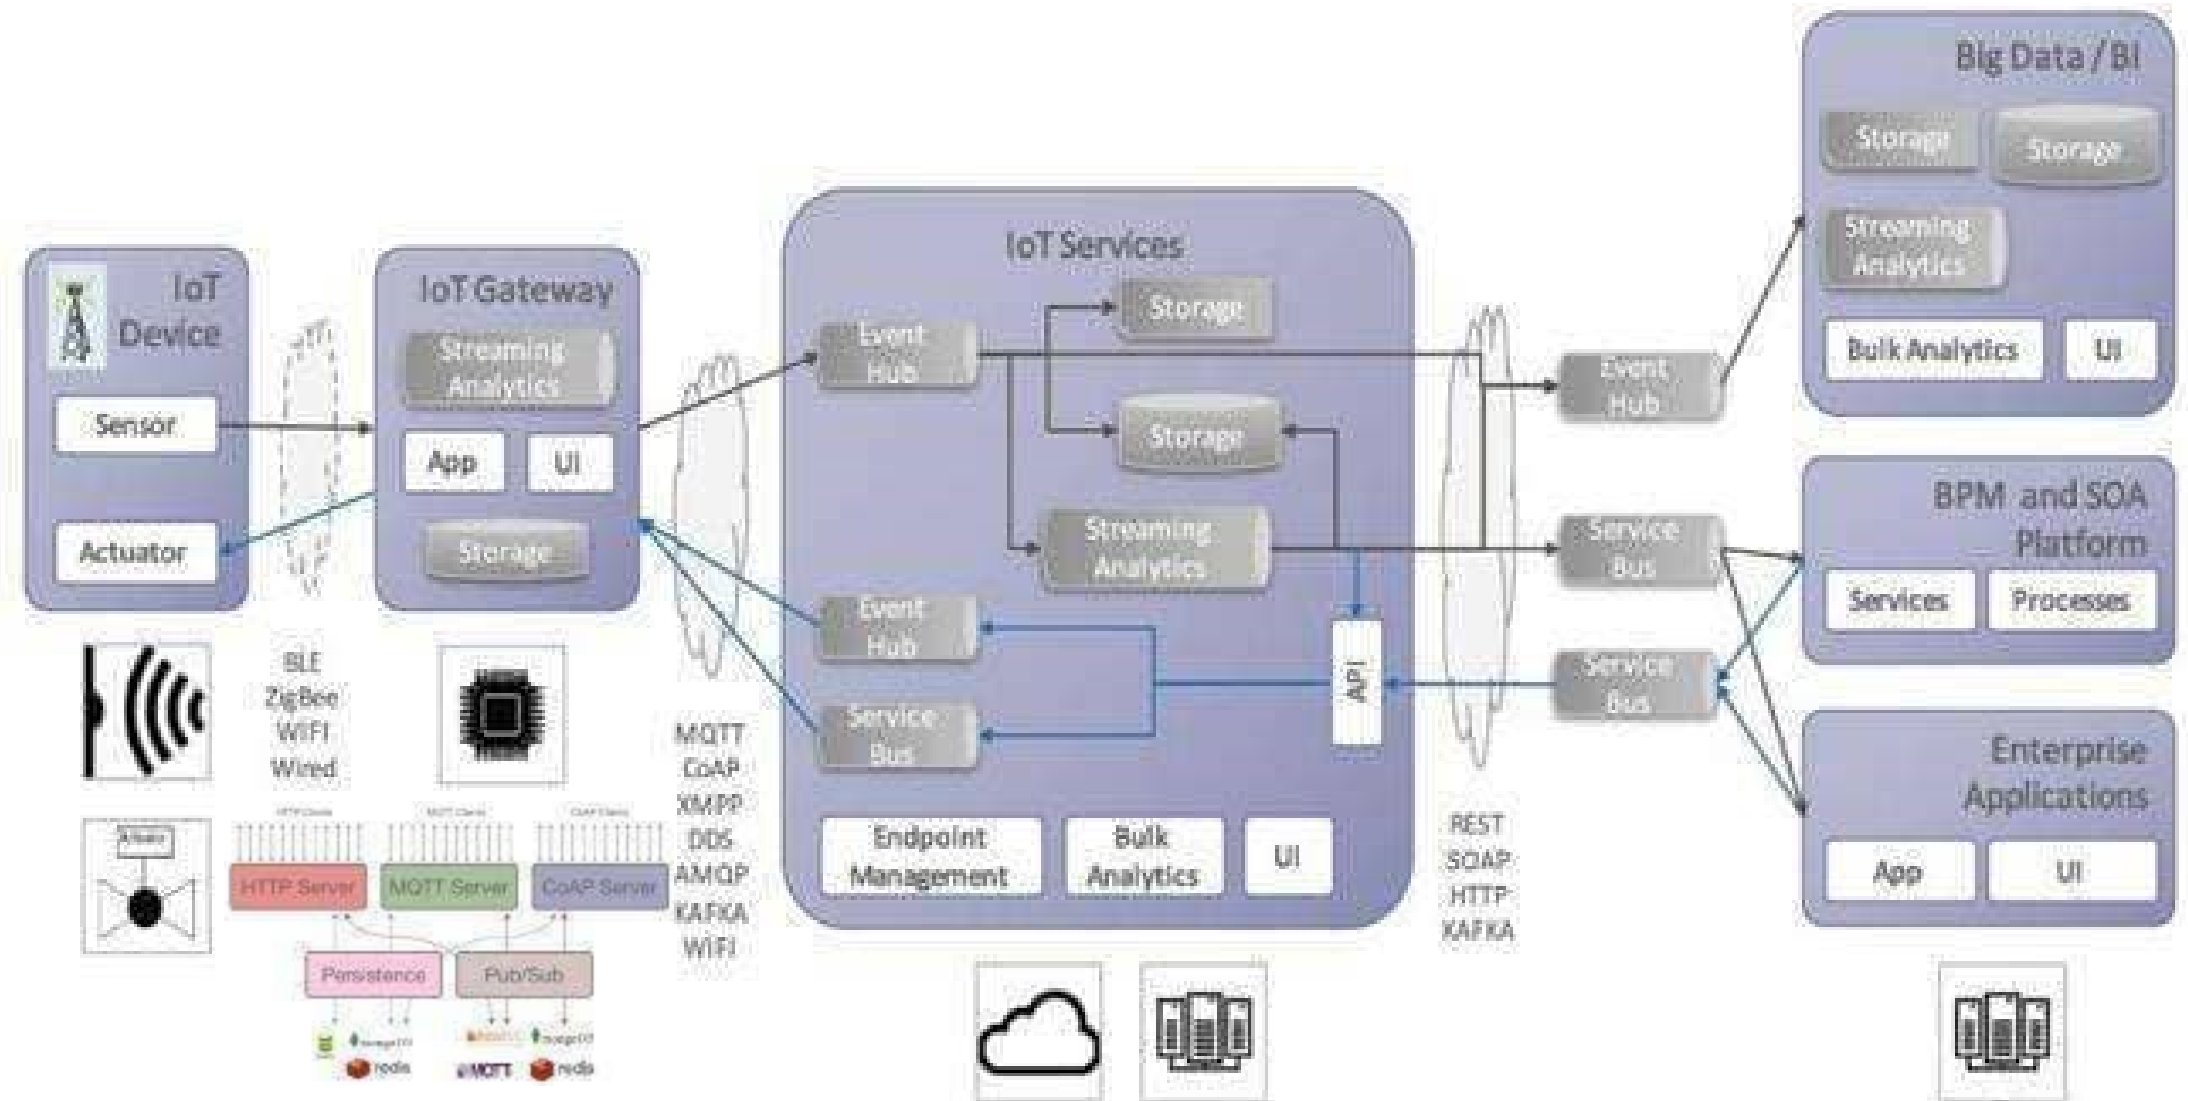 IoT
Device
Sensor
Actuator
BLE
ZigBee
WIFI
Wired
IoT Gateway
Streaming
Analytics
App
UI
Storage
MQTT
CoAP
XMPP
DDS
AMQP
KAFKA
WiFi
HTTP Server
MQTT Server
CoAP Server
Persistence
Pub/Sub
redis
MQTT
redis
IoT Services
Event
Hub
Storage
Storage
Streaming
Analytics
Event
Hub
Service
Bus
API
Endpoint
Management
Bulk
Analytics
UI
REST
SOAP
HTTP
KAFKA
Event
Hub
Service
Bus
Service
Bus
Big Data / BI
Storage
Storage
Streaming
Analytics
Bulk Analytics
UI
BPM and SOA
Platform
Services
Processes
Enterprise
Applications
App
UI